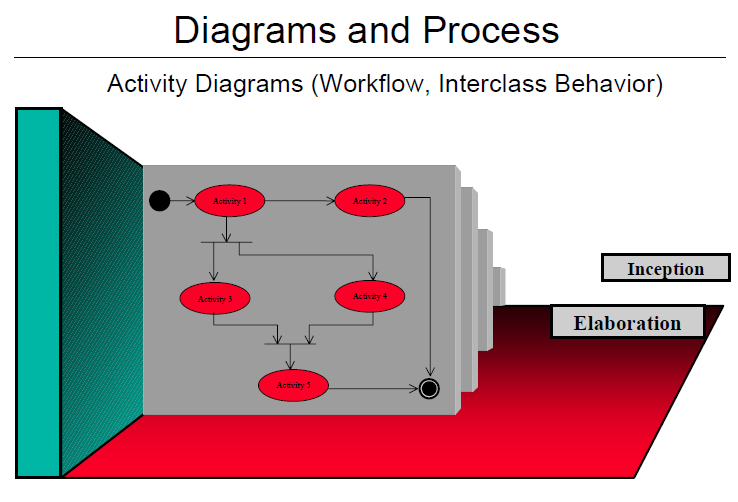 Diagrams and Process
Activity Diagrams (Workflow, Interclass Behavior)
Activity 1
Activity 2
Inception
Activity 3
Activity 4
Elaboration
Activity 5